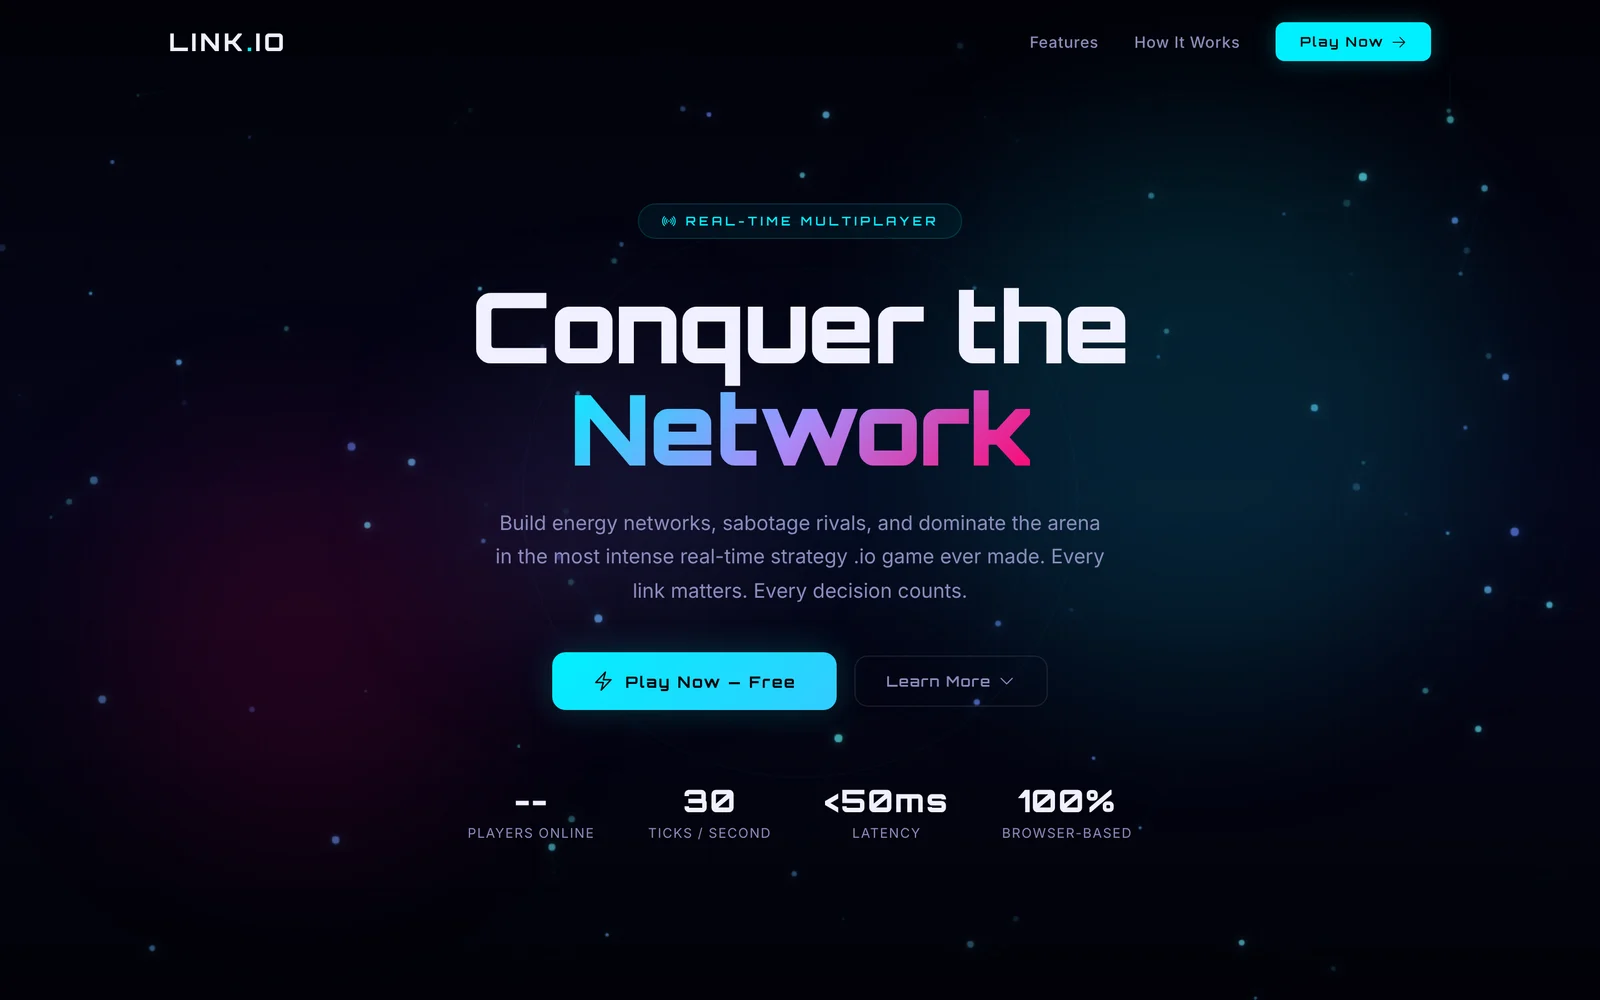 LINK.IO
Features
How It Works
Play Now →
REAL-TIME MULTIPLAYER
Conquer the
Network
Build energy networks, sabotage rivals, and dominate the arena
in the most intense real-time strategy .io game ever made. Every
link matters. Every decision counts.
Play Now — Free
Learn More
--
30
<50ms
100%
PLAYERS ONLINE
TICKS / SECOND
LATENCY
BROWSER-BASED